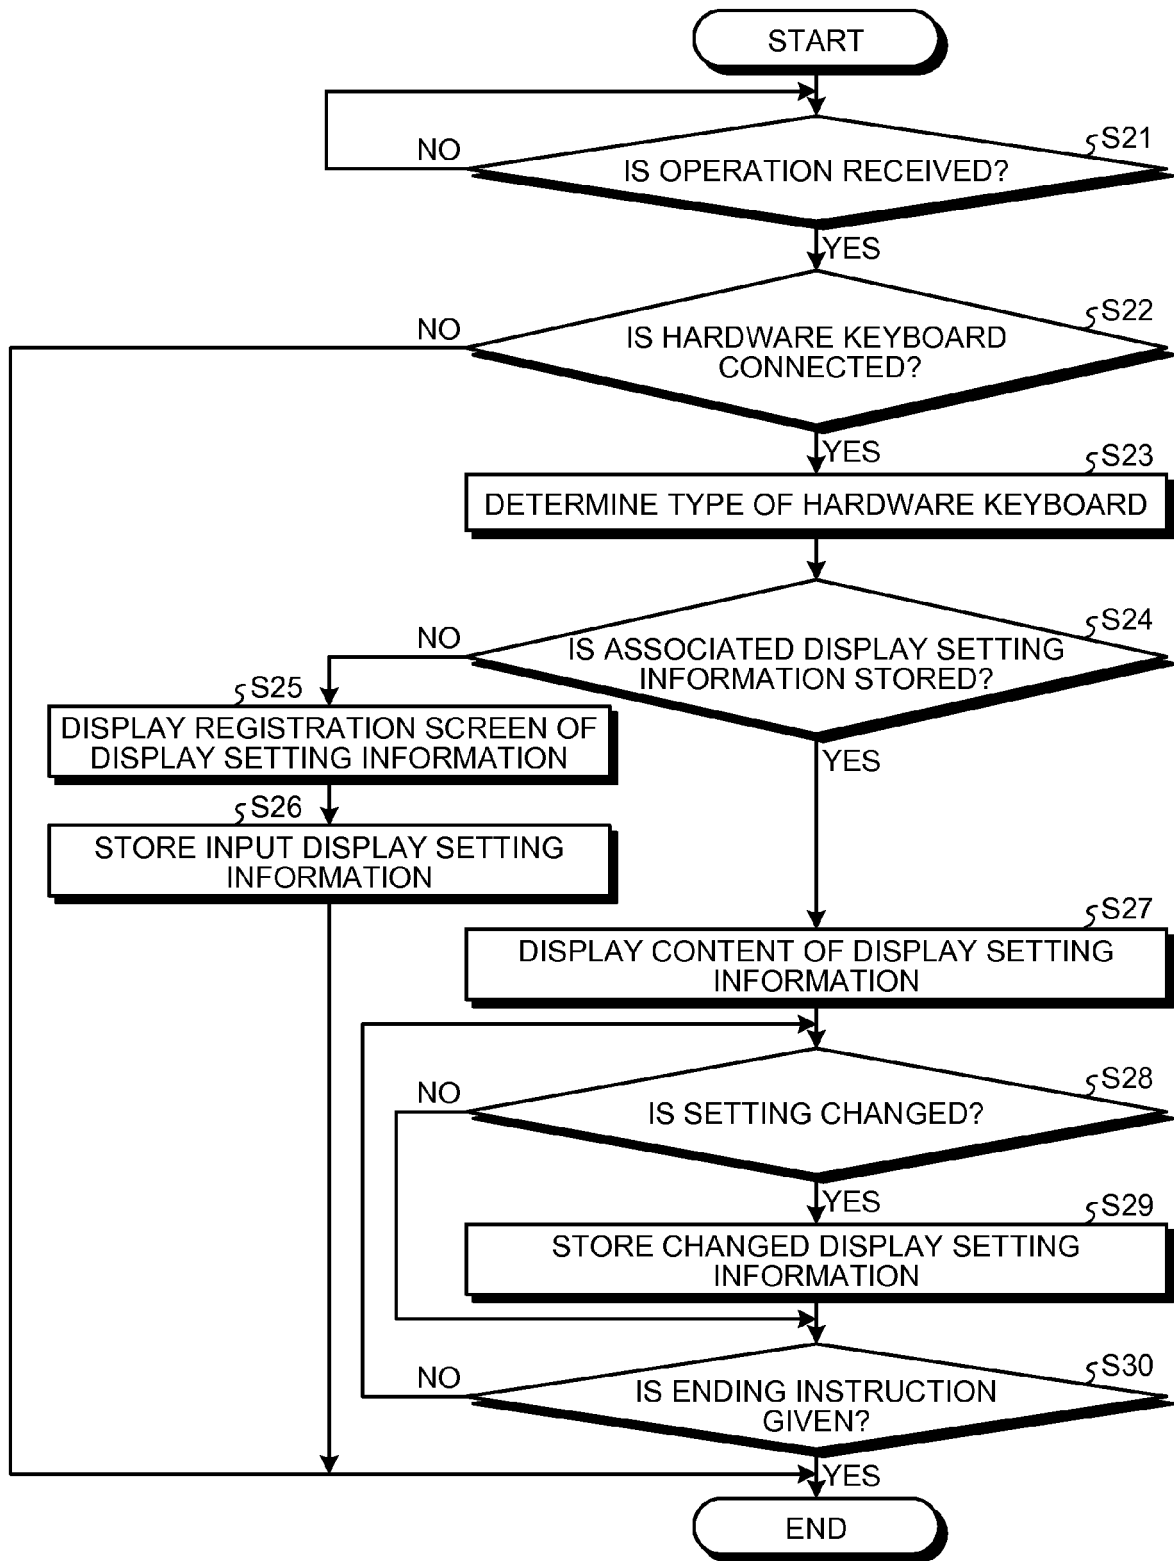 START
S21
NO
IS OPERATION RECEIVED?
YES
S22
NO
IS HARDWARE KEYBOARD
CONNECTED?
YES
S23
DETERMINE TYPE OF HARDWARE KEYBOARD
S24
NO
IS ASSOCIATED DISPLAY SETTING
INFORMATION STORED?
S25
DISPLAY REGISTRATION SCREEN OF
DISPLAY SETTING INFORMATION
YES
S26
STORE INPUT DISPLAY SETTING
INFORMATION
S27
DISPLAY CONTENT OF DISPLAY SETTING
INFORMATION
S28
NO
IS SETTING CHANGED?
YES
S29
STORE CHANGED DISPLAY SETTING
INFORMATION
S30
NO
IS ENDING INSTRUCTION
GIVEN?
YES
END